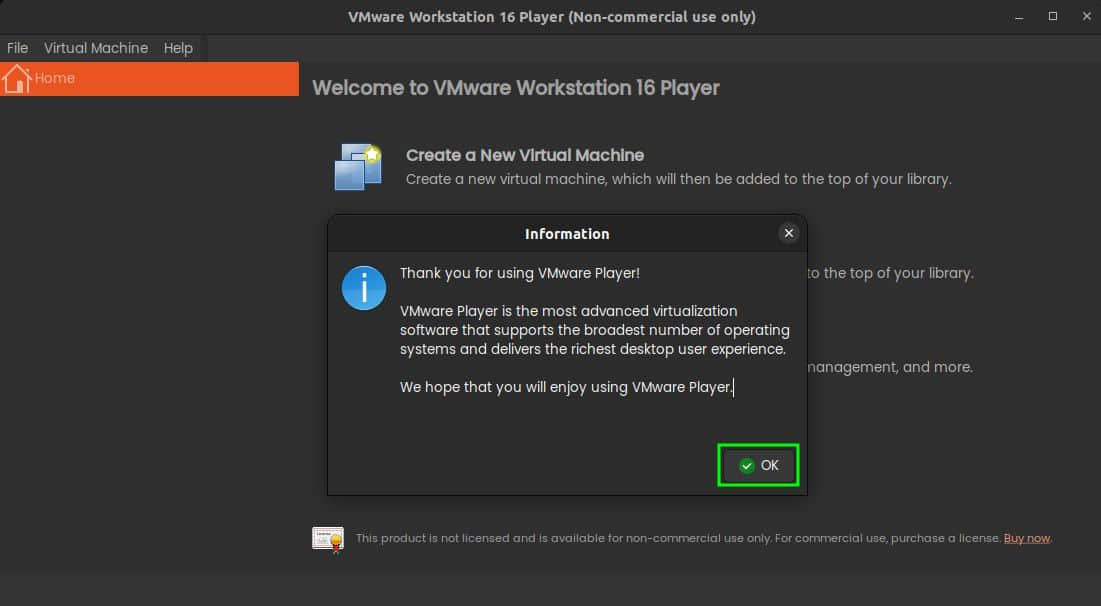 VMware Workstation 16 Player (Non-commercial use only)
File Virtual Machine Help
Home
Welcome to VMware Workstation 16 Player
Create a New Virtual Machine
Create a new virtual machine, which will then be added to the top of your library.
Information
Thank you for using VMware Player!
to the top of your library.
VMware Player is the most advanced virtualization
software that supports the broadest number of operating
systems and delivers the richest desktop user experience.
management, and more.
We hope that you will enjoy using VMware Player.
OK
This product is not licensed and is available for non-commercial use only. For commercial use, purchase a license. Buy now.